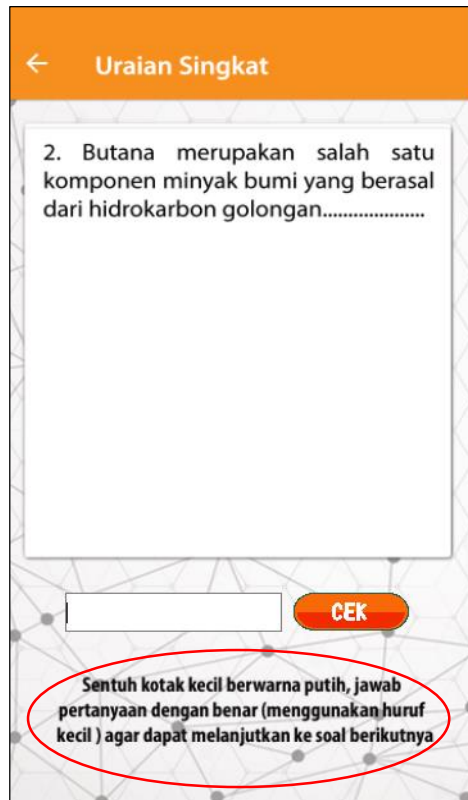 Uraian Singkat
2. Butana merupakan salah satu
komponen minyak bumi yang berasal
dari hidrokarbon golongan....................
CEK
Sentuh kotak kecil berwarna putih, jawab
pertanyaan dengan benar (menggunakan huruf
kecil ) agar dapat melanjutkan ke soal berikutnya